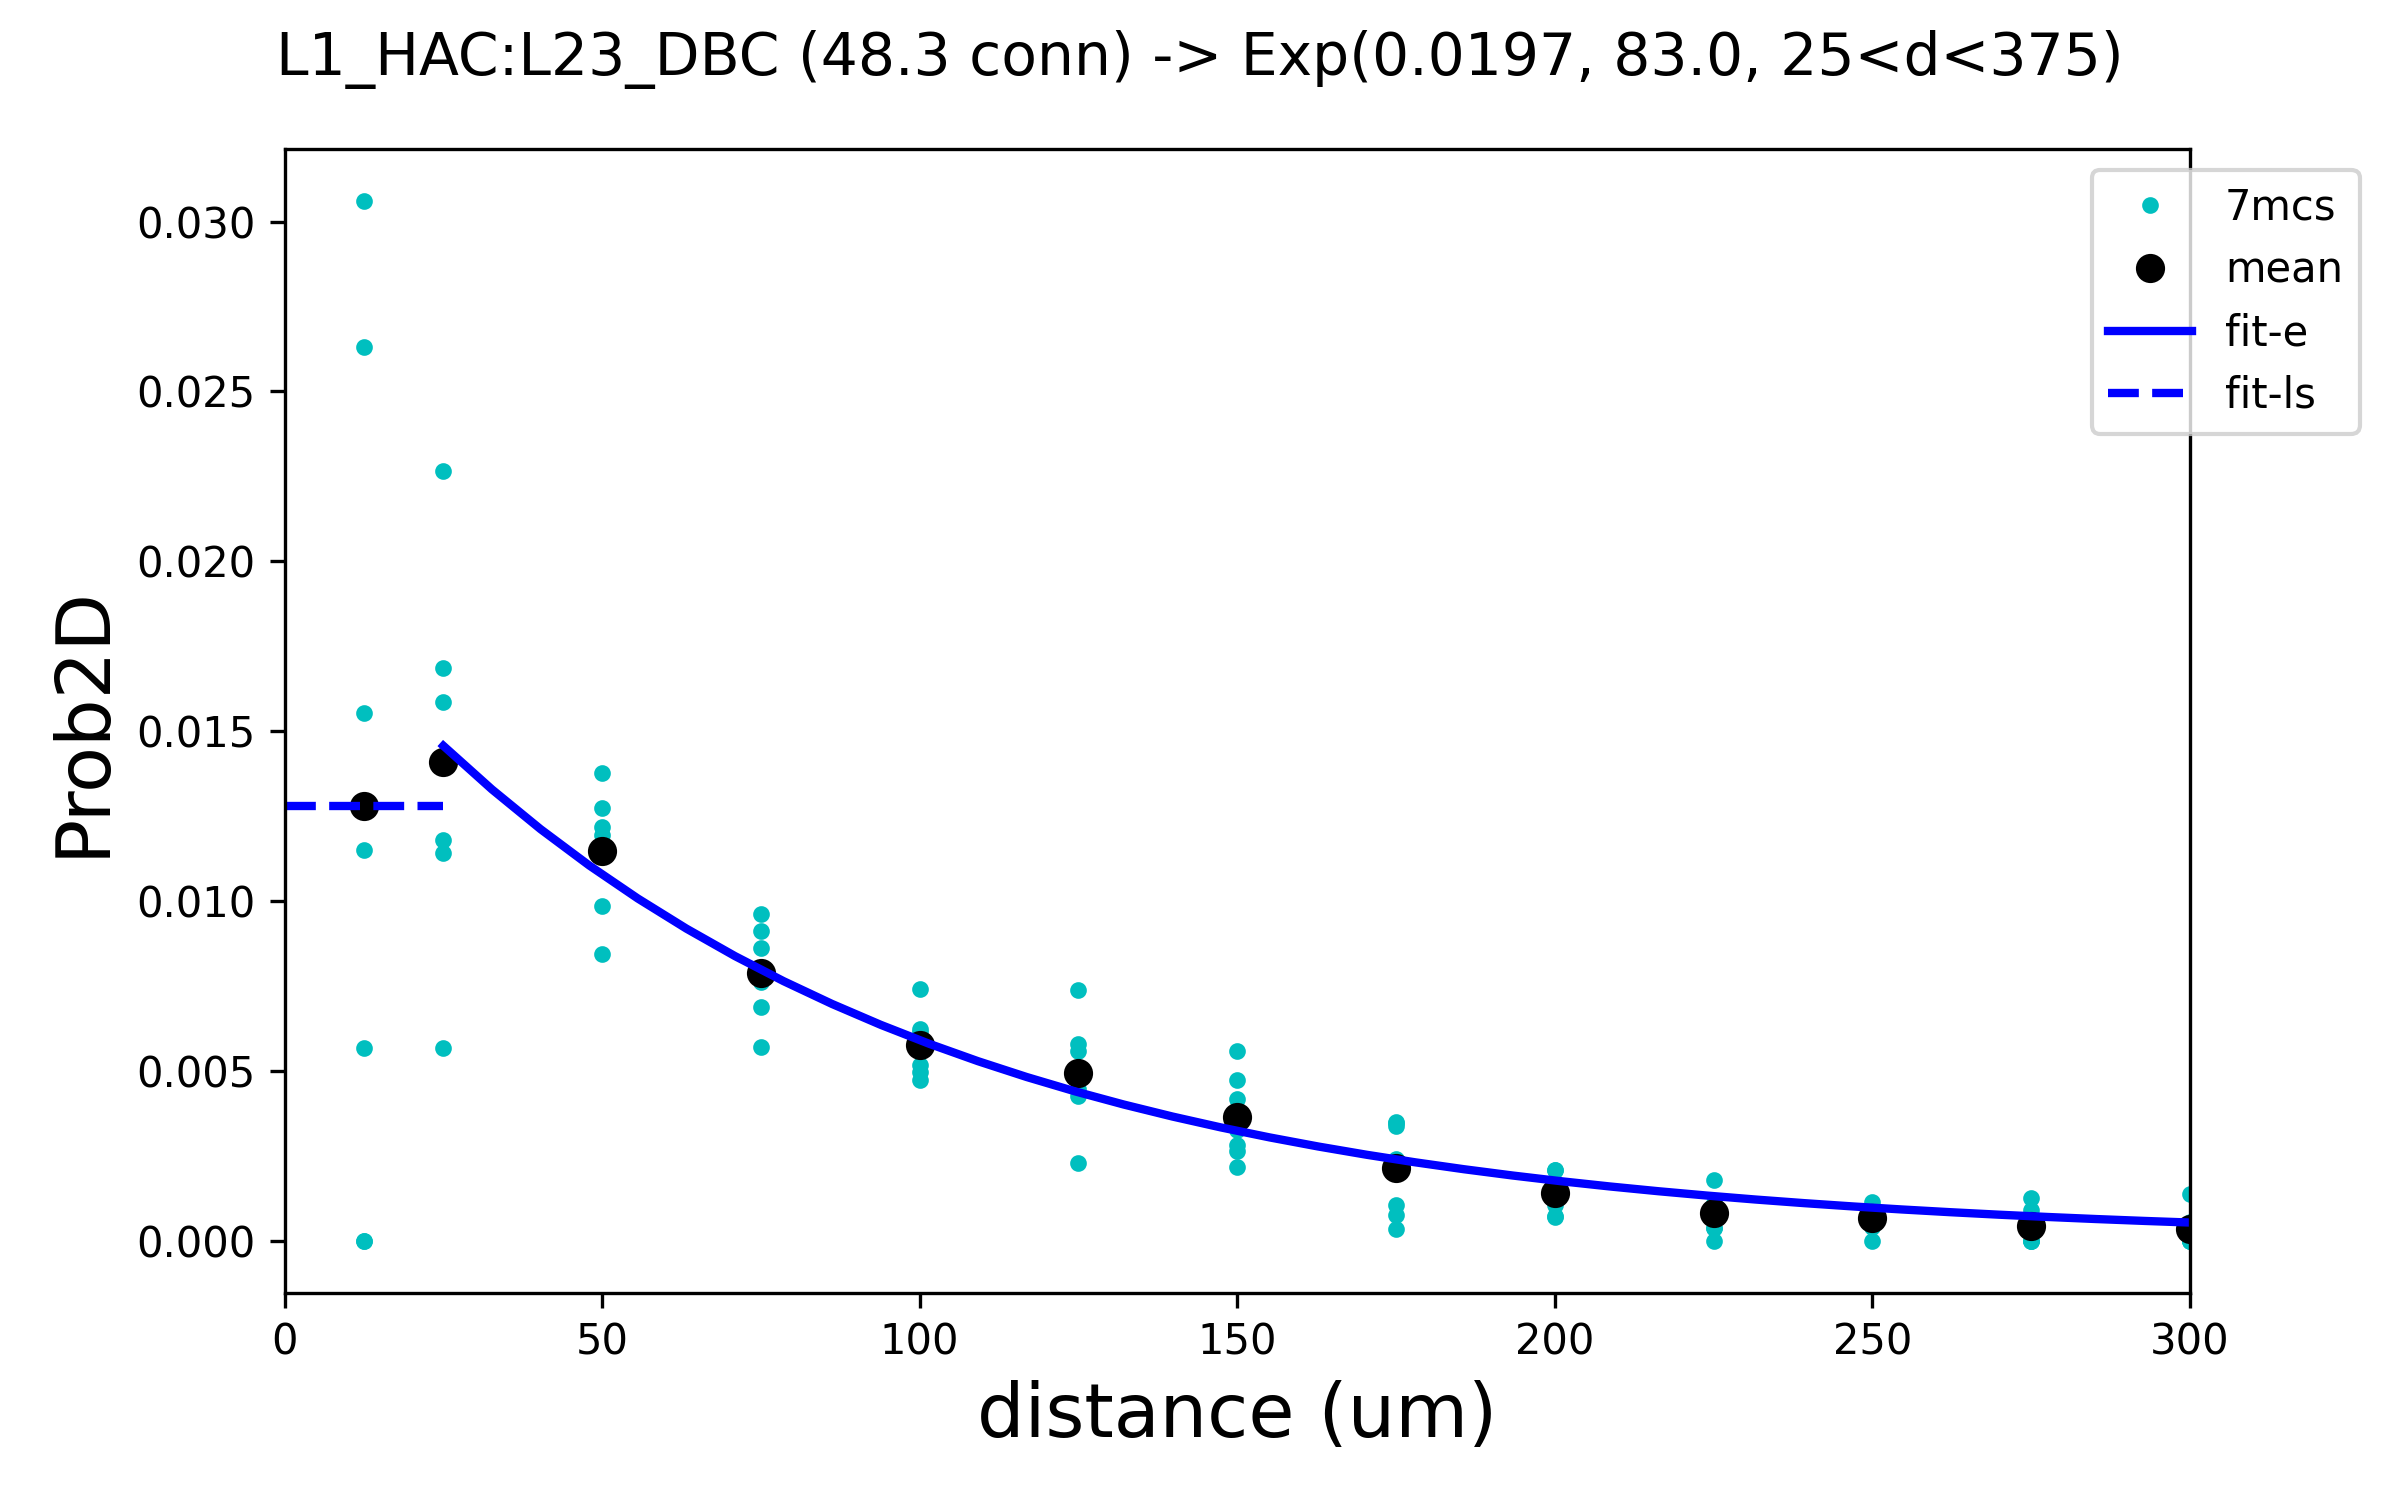 L1_HAC:L23_DBC (48.3 conn) -> Exp(0.0197, 83.0, 25<d<375)
7mcs
mean
fit-e
fit-ls
Prob2D
0.030
0.025
0.020
0.015
0.010
0.005
0.000
0 50 100 150 200 250 300
distance (um)